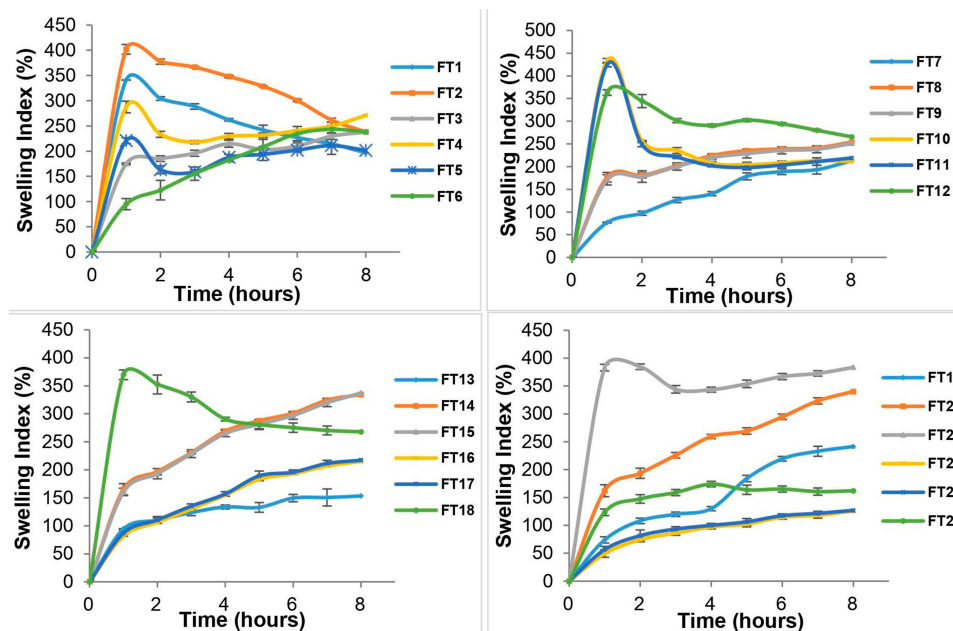 Swelling Index (%)
450
400
350
300
250
200
150
100
50
0
0
2
4
6
8
Time (hours)
FT1
FT2
FT3
FT4
FT5
FT6
Swelling Index (%)
500
450
400
350
300
250
200
150
100
50
0
0
2
4
6
8
Time (hours)
FT7
FT8
FT9
FT10
FT11
FT12
Swelling Index (%)
450
400
350
300
250
200
150
100
50
0
0
2
4
6
8
Time (hours)
FT13
FT14
FT15
FT16
FT17
FT18
Swelling Index (%)
450
400
350
300
250
200
150
100
50
0
0
2
4
6
8
Time (hours)
FT1
FT2
FT2
FT2
FT2
FT2